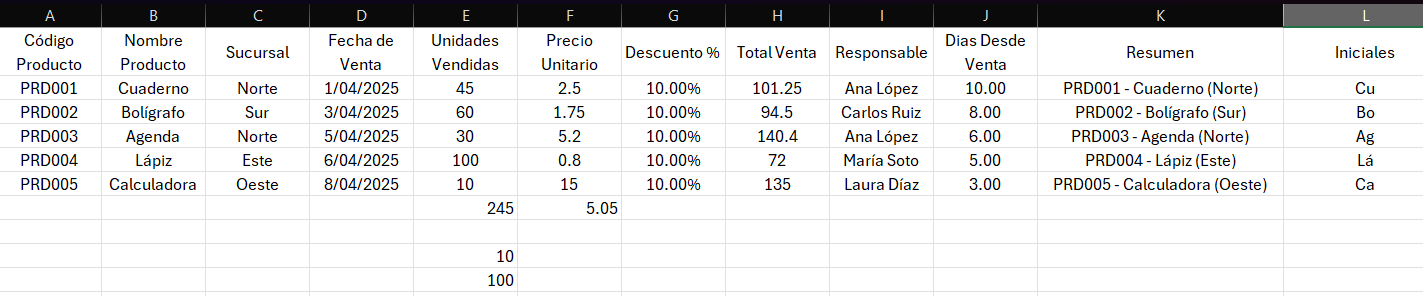 A B C D E F G H I J K L
Código Producto Nombre Producto Sucursal Fecha de Venta Unidades Vendidas Precio Unitario Descuento % Total Venta Responsable Dias Desde Venta Resumen Iniciales
PRD001 Cuaderno Norte 1/04/2025 45 2.5 10.00% 101.25 Ana López 10.00 PRD001 - Cuaderno (Norte) Cu
PRD002 Bolígrafo Sur 3/04/2025 60 1.75 10.00% 94.5 Carlos Ruiz 8.00 PRD002 - Bolígrafo (Sur) Bo
PRD003 Agenda Norte 5/04/2025 30 5.2 10.00% 140.4 Ana López 6.00 PRD003 - Agenda (Norte) Ag
PRD004 Lápiz Este 6/04/2025 100 0.8 10.00% 72 María Soto 5.00 PRD004 - Lápiz (Este) Lá
PRD005 Calculadora Oeste 8/04/2025 10 15 10.00% 135 Laura Díaz 3.00 PRD005 - Calculadora (Oeste) Ca
245 5.05
10
100